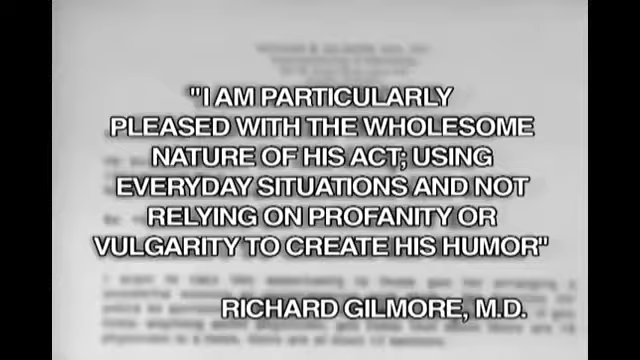 "I AM PARTICULARLY
PLEASED WITH THE WHOLESOME
NATURE OF HIS ACT; USING
EVERYDAY SITUATIONS AND NOT
RELYING ON PROFANITY OR
VULGARITY TO CREATE HIS HUMOR"
RICHARD GILMORE, M.D.